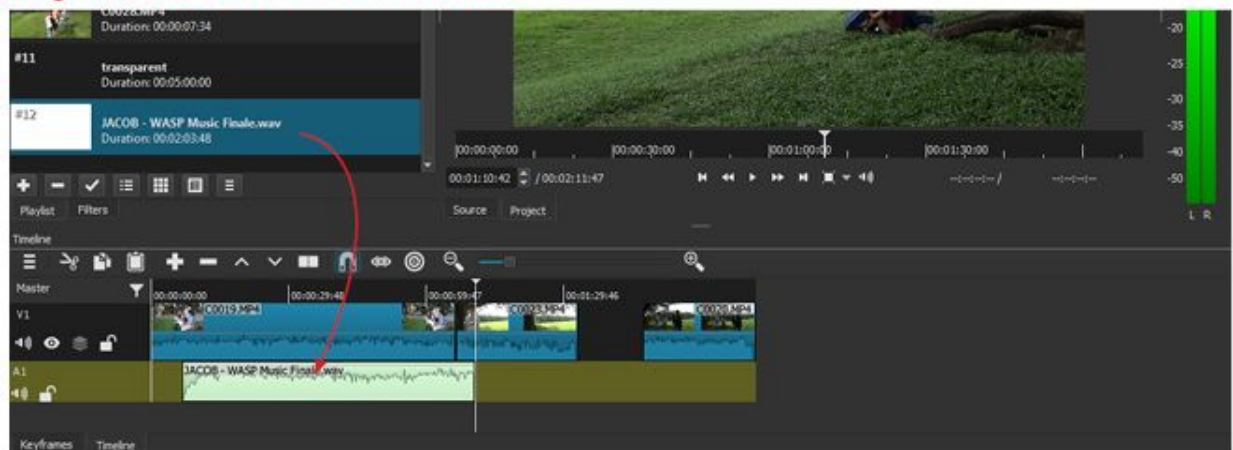 C0028.MP4
Duration: 00:00:07:34
#11
transparent
Duration: 00:05:00:00
#12
JACOB - WASP Music Finale.wav
Duration: 00:02:03:48
-20
-25
-30
-35
-40
-50
L R
00:00:00:00 00:00:30:00 00:01:00:00 00:01:30:00
00:01:10:42 / 00:02:11:47 --:--:--:-- / --:--:--:--
Playlist Filters
Source Project
Timeline
Master
00:00:00:00 00:00:29:48 00:00:59:47 00:01:29:46
V1
C0019.MP4 C0023.MP4 C0028.MP4
A1
JACOB - WASP Music Finale.wav
Keyframes Timeline